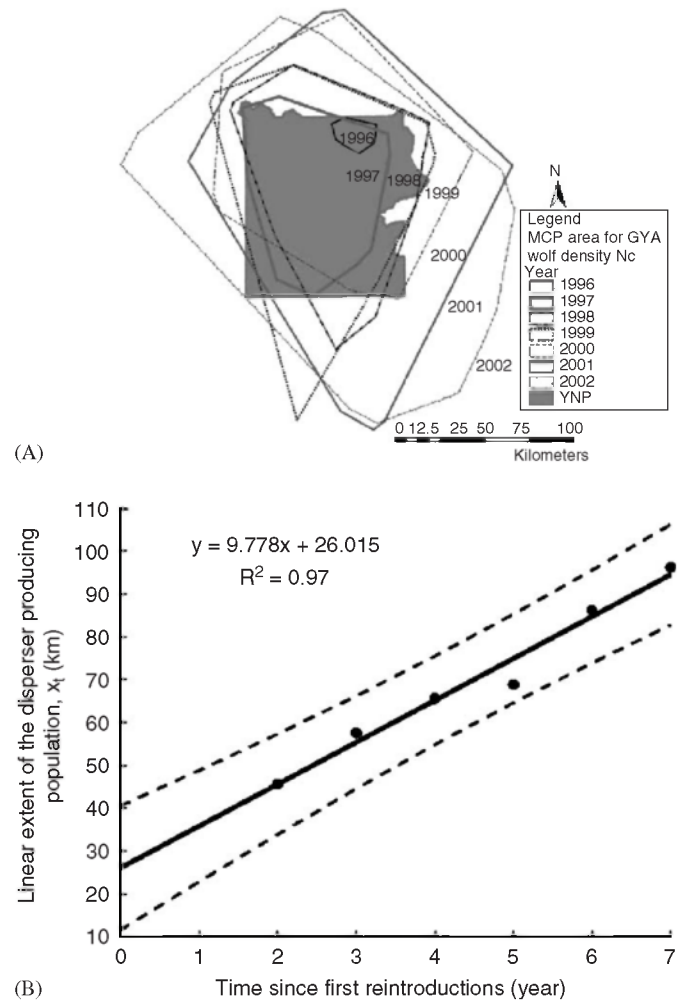 1996
1997
1998
1999
2000
2001
2002
N
Legend
MCP area for GYA
wolf density Nc
Year
1996
1997
1998
1999
2000
2001
2002
YNP
0 12.5 25 50 75 100
Kilometers
(A)
110
100
90
80
70
60
50
40
30
20
10
y = 9.778x + 26.015
R² = 0.97
Linear extent of the disperser producing
population, xₜ (km)
0 1 2 3 4 5 6 7
Time since first reintroductions (year)
(B)